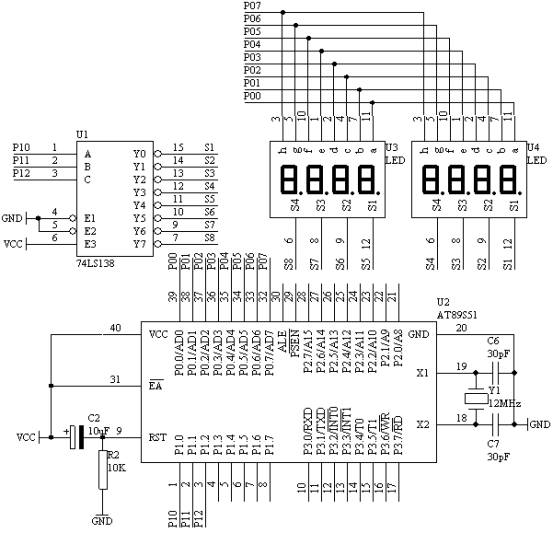 P07
P06
P05
P04
P03
P02
P01
P00
3 5 10 1 2 4 7 11
3 5 10 1 2 4 7 11
U1
h g f e d c b a
U3
LED
h g f e d c b a
U4
LED
P10 1 A Y0 15 S1
P11 2 B Y1 14 S2
P12 3 C Y2 13 S3
Y3 12 S4
Y4 11 S5
GND 4 E1 Y5 10 S6
5 E2 Y6 9 S7
VCC 6 E3 Y7 7 S8
74LS138
S4 S3 S2 S1
S4 S3 S2 S1
6 8 9 12
6 8 9 12
S8 S7 S6 S5
S4 S3 S2 S1
P00 P01 P02 P03 P04 P05 P06 P07
39 38 37 36 35 34 33 32 30 29 28 27 26 25 24 23 22 21
U2
AT89S51
40 VCC
P0.0/AD0 P0.1/AD1 P0.2/AD2 P0.3/AD3 P0.4/AD4 P0.5/AD5 P0.6/AD6 P0.7/AD7 ALE PSEN P2.7/A15 P2.6/A14 P2.5/A13 P2.4/A12 P2.3/A11 P2.2/A10 P2.1/A9 P2.0/A8
GND 20
C6
30pF
X1 19
31 EA
Y1
12MHz
C2
10uF
VCC + 9 RST
X2 18
GND
C7
30pF
R2
10K
GND
P1.0 P1.1 P1.2 P1.3 P1.4 P1.5 P1.6 P1.7
P3.0/RXD P3.1/TXD P3.2/INT0 P3.3/INT1 P3.4/T0 P3.5/T1 P3.6/WR P3.7/RD
1 2 3 4 5 6 7 8
10 11 12 13 14 15 16 17
P10 P11 P12